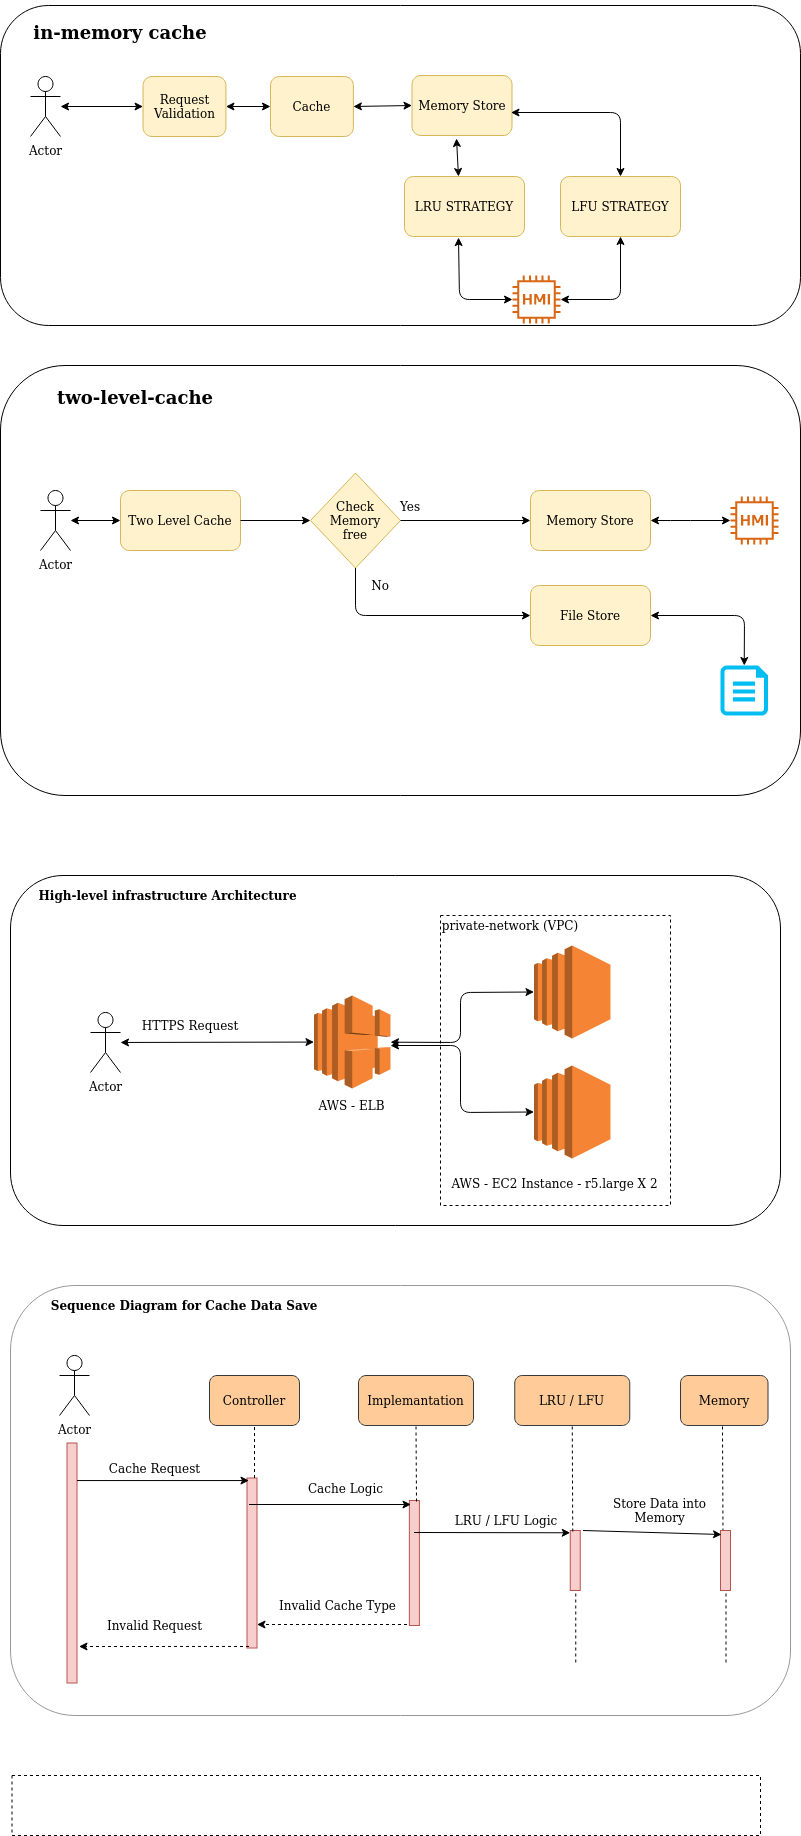 in-memory cache
Request
Validation
Cache
Memory Store
Actor
LRU STRATEGY
LFU STRATEGY
HMI
two-level-cache
Check
Memory
free
Yes
Two Level Cache
Memory Store
HMI
Actor
No
File Store
High-level infrastructure Architecture
private-network (VPC)
HTTPS Request
Actor
AWS - ELB
AWS - EC2 Instance - r5.large X 2
Sequence Diagram for Cache Data Save
Controller
Implemantation
LRU / LFU
Memory
Actor
Cache Request
Cache Logic
LRU / LFU Logic
Store Data into
Memory
Invalid Cache Type
Invalid Request